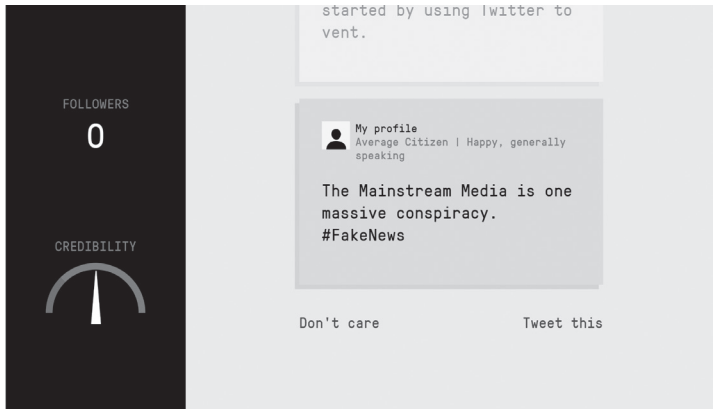 started by using Twitter to
vent.
FOLLOWERS
0
My profile
Average Citizen | Happy, generally
speaking
The Mainstream Media is one
massive conspiracy.
#FakeNews
CREDIBILITY
Don't care
Tweet this